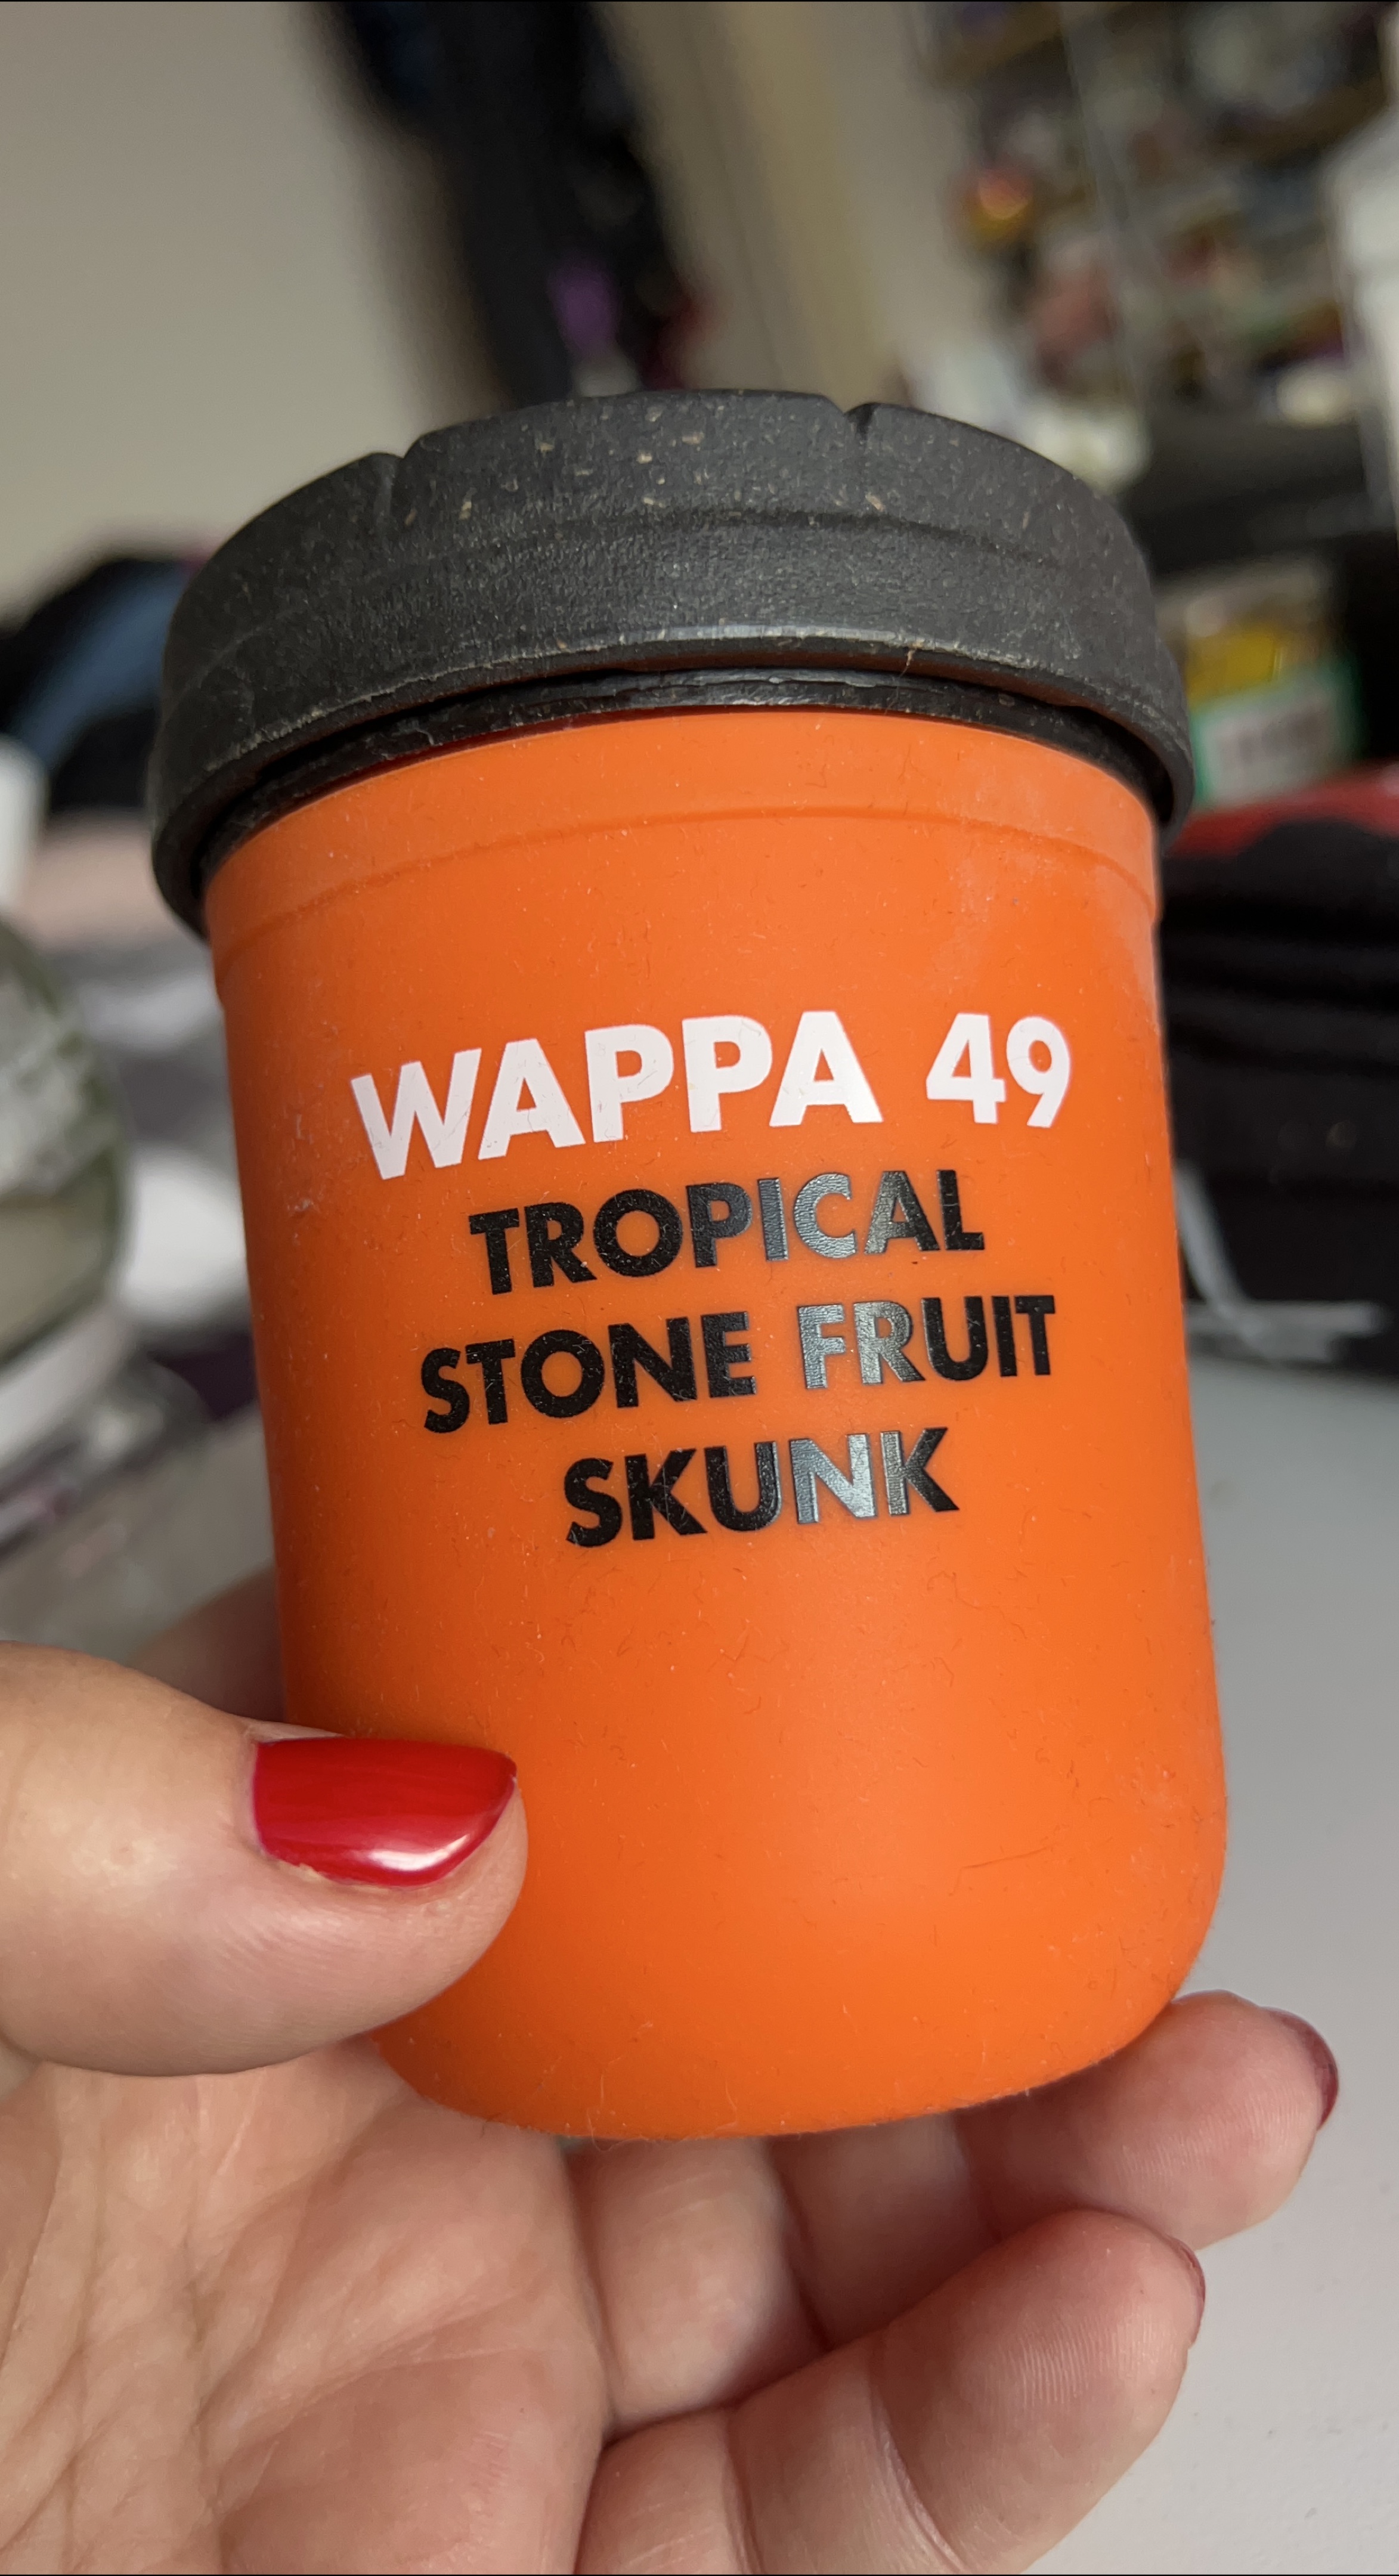 WAPPA 49
TROPICAL
STONE FRUIT
SKUNK